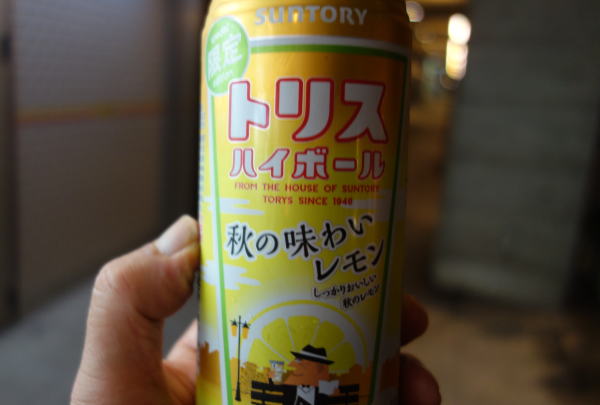 SUNTORY
限定
トリス
ハイボール
FROM THE HOUSE OF SUNTORY
TORYS SINCE 1946
秋の味わい
レモン
しっかりおいしい
秋のレモン